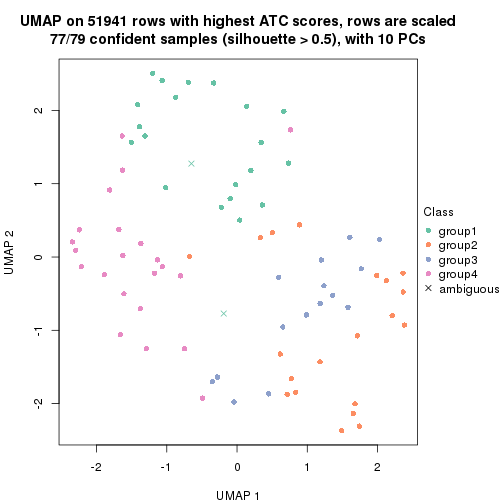 UMAP on 51941 rows with highest ATC scores, rows are scaled
77/79 confident samples (silhouette > 0.5), with 10 PCs
2
1
0
-1
-2
UMAP 2
-2
-1
0
1
2
UMAP 1
Class
group1
group2
group3
group4
ambiguous